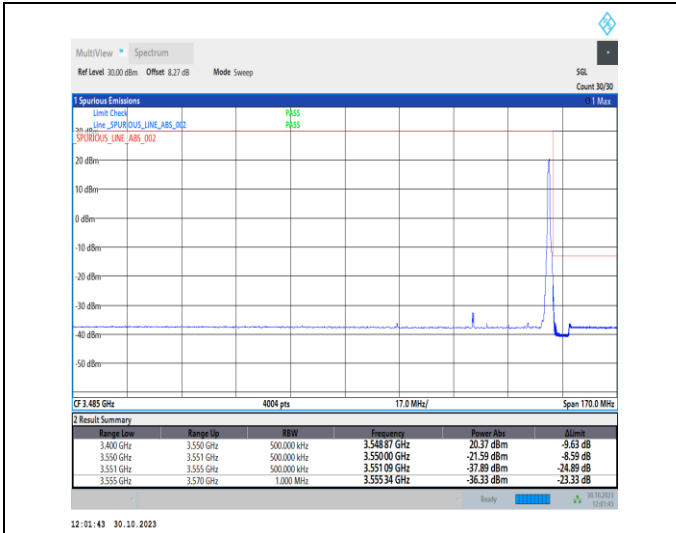 MultiView Spectrum
Ref Level 30.00 dBm Offset 8.27 dB Mode Sweep SGL
Count 30/30
1 Spurious Emissions 1 Max
Limit Check PASS
Line _SPURIOUS_LINE_ABS_002 PASS
30 dBm
SPURIOUS_LINE_ABS_002
20 dBm
10 dBm
0 dBm
-10 dBm
-20 dBm
-30 dBm
-40 dBm
-50 dBm
CF 3.485 GHz 4004 pts 17.0 MHz/ Span 170.0 MHz
2 Result Summary
Range Low Range Up RBW Frequency Power Abs ΔLimit
3.400 GHz 3.550 GHz 500.000 kHz 3.548 87 GHz 20.37 dBm -9.63 dB
3.550 GHz 3.551 GHz 500.000 kHz 3.550 00 GHz -21.59 dBm -8.59 dB
3.551 GHz 3.555 GHz 500.000 kHz 3.551 09 GHz -37.89 dBm -24.89 dB
3.555 GHz 3.570 GHz 1.000 MHz 3.555 34 GHz -36.33 dBm -23.33 dB
Ready 30.10.2023
12:01:43
12:01:43 30.10.2023